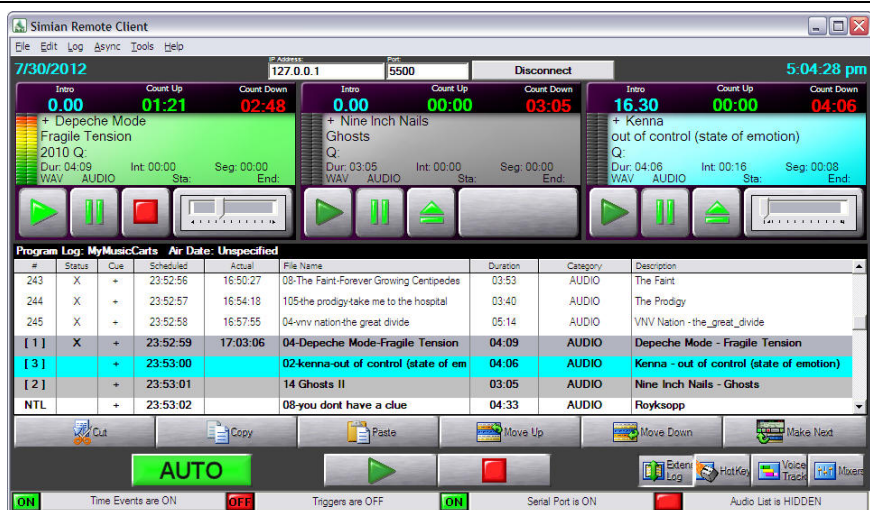 Simian Remote Client
File Edit Log Async Tools Help
7/30/2012 IP Address: 127.0.0.1 Port: 5500 Disconnect 5:04:28 pm
Intro Count Up Count Down Intro Count Up Count Down Intro Count Up Count Down
0.00 01:21 02:48 0.00 00:00 03:05 16.30 00:00 04:06
+ Depeche Mode + Nine Inch Nails + Kenna
Fragile Tension Ghosts out of control (state of emotion)
2010 Q: Q: Q:
Dur: 04:09 Int: 00:00 Seg: 00:00 Dur: 03:05 Int: 00:00 Seg: 00:00 Dur: 04:06 Int: 00:16 Seg: 00:08
WAV AUDIO Sta: End: WAV AUDIO Sta: End: WAV AUDIO Sta: End:
Program Log: MyMusicCarts Air Date: Unspecified
# Status Cue Scheduled Actual File Name Duration Category Description
243 X + 23:52:56 16:50:27 08-The Faint-Forever Growing Centipedes 03:53 AUDIO The Faint
244 X + 23:52:57 16:54:18 105-the prodigy-take me to the hospital 03:40 AUDIO The Prodigy
245 X + 23:52:58 16:57:55 04-vnv nation-the great divide 05:14 AUDIO VNV Nation -the_great_divide
[ 1 ] X + 23:52:59 17:03:06 04-Depeche Mode-Fragile Tension 04:09 AUDIO Depeche Mode - Fragile Tension
[ 3 ] + 23:53:00 02-kenna-out of control (state of em 04:06 AUDIO Kenna - out of control (state of emotion)
[ 2 ] + 23:53:01 14 Ghosts II 03:05 AUDIO Nine Inch Nails - Ghosts
NTL + 23:53:02 08-you dont have a clue 04:33 AUDIO Royksopp
Cut Copy Paste Move Up Move Down Make Next
AUTO Extern Log HotKey Voice Track Mixers
ON Time Events are ON OFF Triggers are OFF ON Serial Port is ON Audio List is HIDDEN